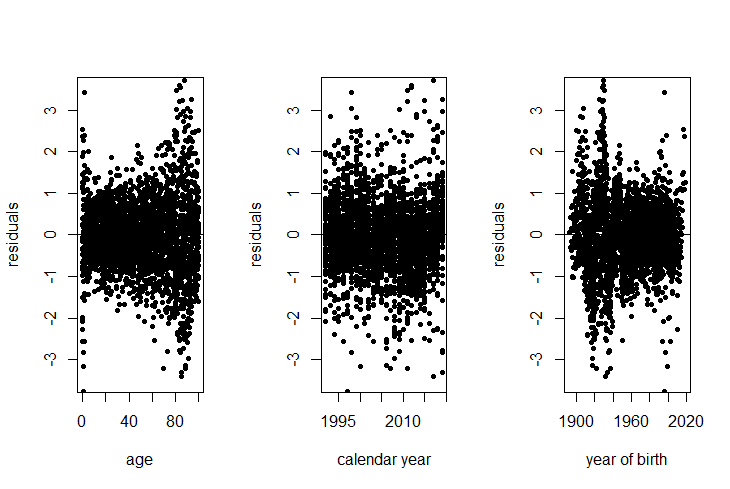 residuals
-3 -2 -1 0 1 2 3
0 40 80
age
residuals
-3 -2 -1 0 1 2 3
1995 2010
calendar year
residuals
-3 -2 -1 0 1 2 3
1900 1960 2020
year of birth